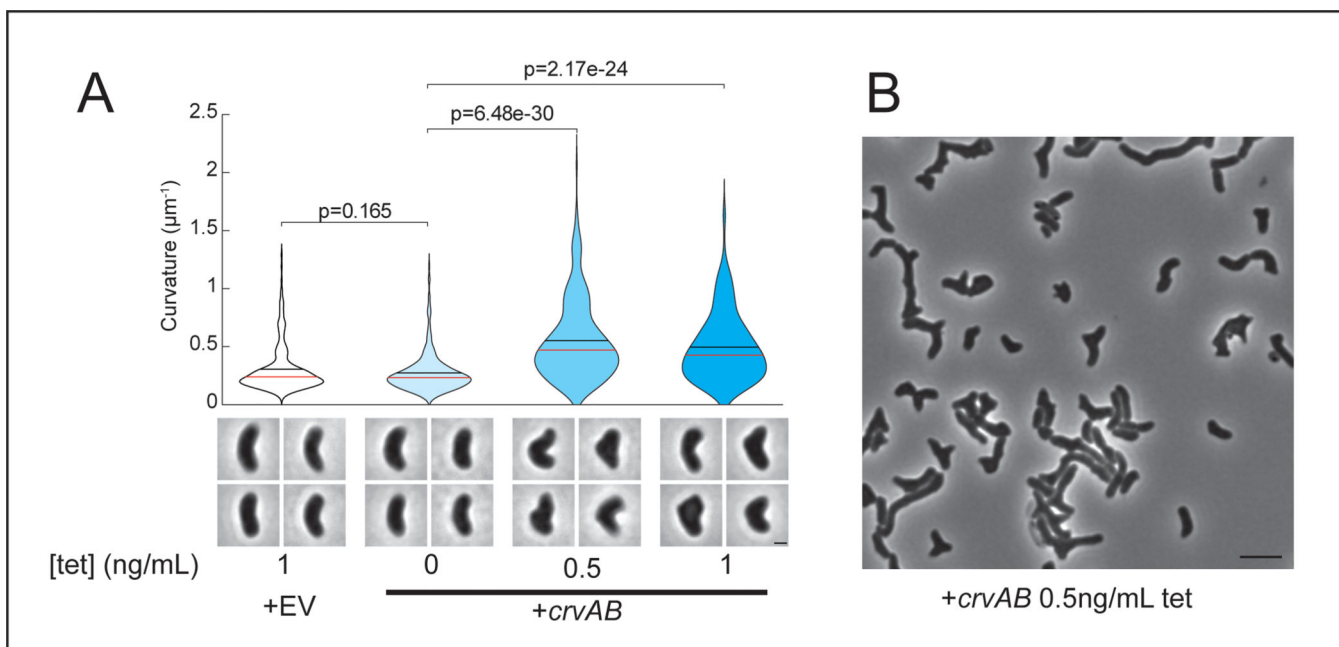 A
B
p=2.17e-24
p=6.48e-30
p=0.165
2.5
2
1.5
1
0.5
0
Curvature (µm⁻¹)
[tet] (ng/mL) 1 0 0.5 1
+EV +crvAB
+crvAB 0.5ng/mL tet